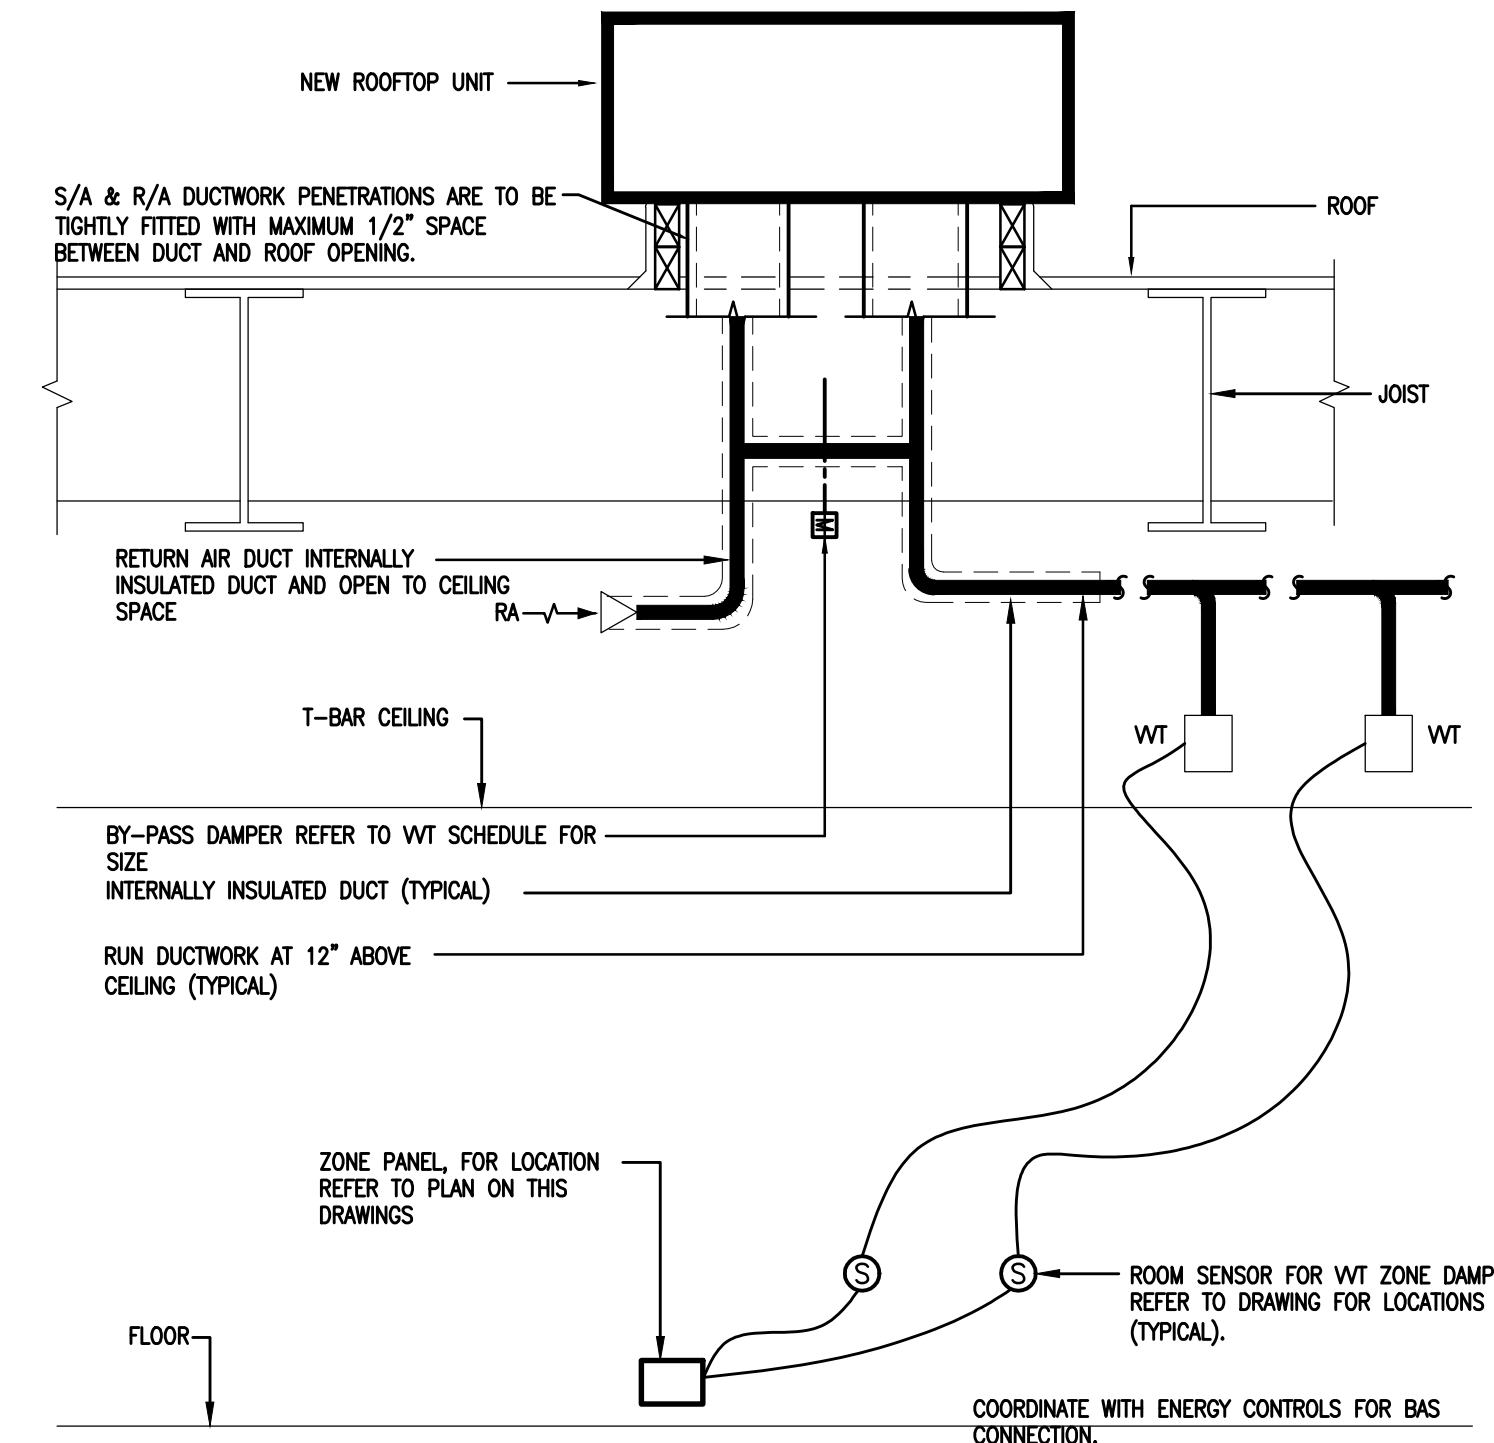 NEW ROOFTOP UNIT
S/A & R/A DUCTWORK PENETRATIONS ARE TO BE
TIGHTLY FITTED WITH MAXIMUM 1/2" SPACE
BETWEEN DUCT AND ROOF OPENING.
ROOF
JOIST
M
RETURN AIR DUCT INTERNALLY
INSULATED DUCT AND OPEN TO CEILING
SPACE
RA
T-BAR CEILING
VVT
VVT
BY-PASS DAMPER REFER TO VVT SCHEDULE FOR
SIZE
INTERNALLY INSULATED DUCT (TYPICAL)
RUN DUCTWORK AT 12" ABOVE
CEILING (TYPICAL)
ZONE PANEL, FOR LOCATION
REFER TO PLAN ON THIS
DRAWINGS
S
S
ROOM SENSOR FOR VVT ZONE DAMP
REFER TO DRAWING FOR LOCATIONS
(TYPICAL).
FLOOR
COORDINATE WITH ENERGY CONTROLS FOR BAS
CONNECTION.